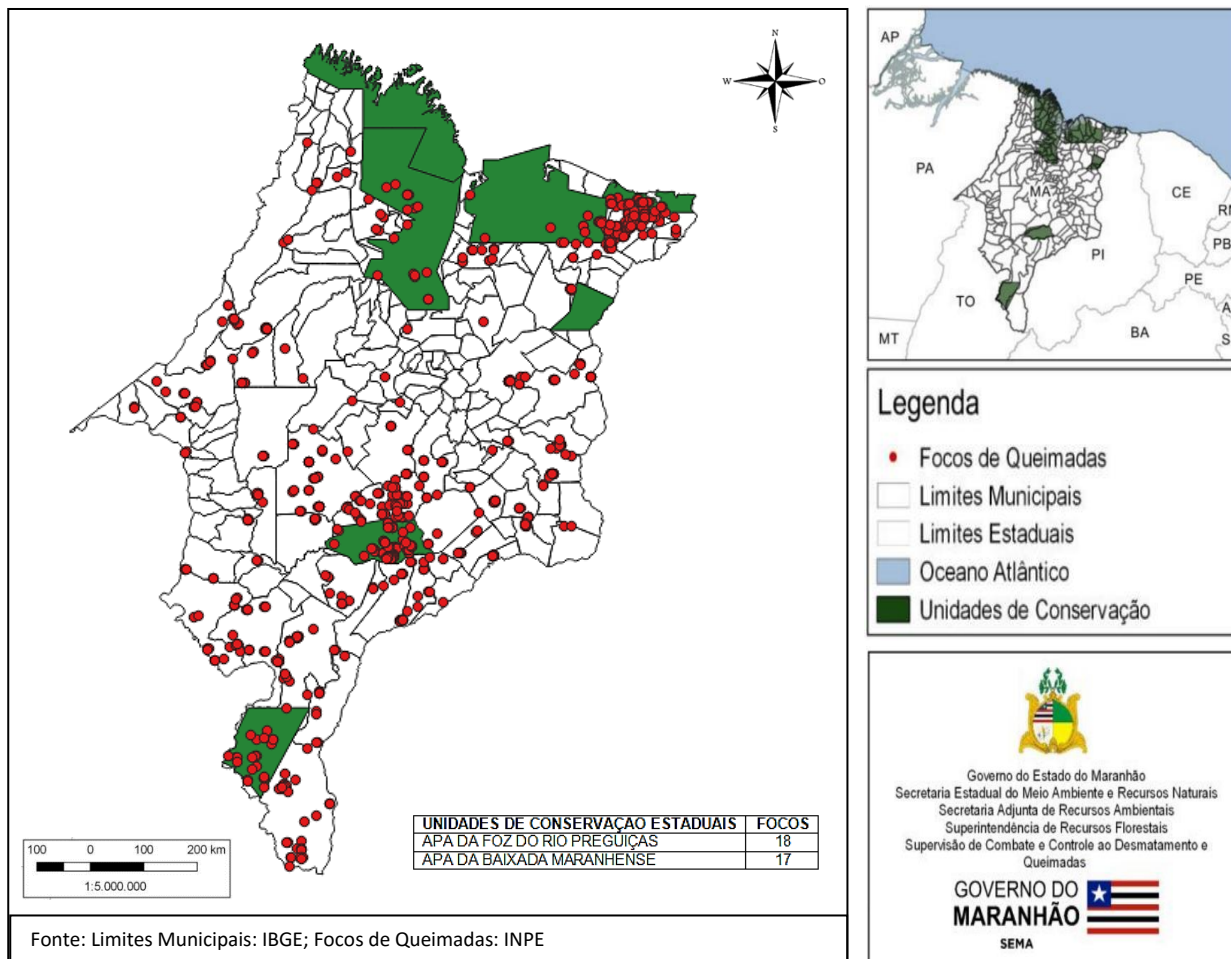 N
W
O
S
UNIDADES DE CONSERVAÇAO ESTADUAIS FOCOS
APA DA FOZ DO RIO PREGUIÇAS 18
APA DA BAIXADA MARANHENSE 17
100 0 100 200 km
1:5.000.000
Fonte: Limites Municipais: IBGE; Focos de Queimadas: INPE
AP
PA
MA
CE
RN
PB
PI
PE
TO
A
BA
MT
S
Legenda
Focos de Queimadas
Limites Municipais
Limites Estaduais
Oceano Atlântico
Unidades de Conservação
Governo do Estado do Maranhão
Secretaria Estadual do Meio Ambiente e Recursos Naturais
Secretaria Adjunta de Recursos Ambientais
Superintendência de Recursos Florestais
Supervisão de Combate e Controle ao Desmatamento e
Queimadas
GOVERNO DO
MARANHÃO
SEMA